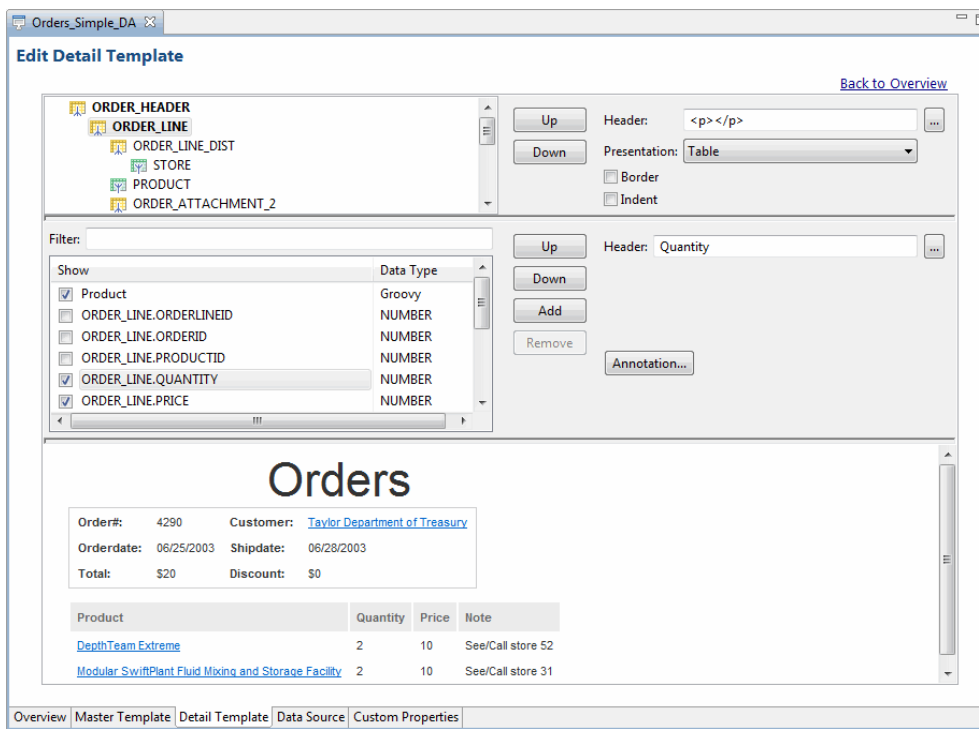 Orders_Simple_DA
Edit Detail Template
Back to Overview
ORDER_HEADER
ORDER_LINE
ORDER_LINE_DIST
STORE
PRODUCT
ORDER_ATTACHMENT_2
Up
Down
Header: <p></p> ...
Presentation: Table
Border
Indent
Filter:
Show Data Type
Product Groovy
ORDER_LINE.ORDERLINEID NUMBER
ORDER_LINE.ORDERID NUMBER
ORDER_LINE.PRODUCTID NUMBER
ORDER_LINE.QUANTITY NUMBER
ORDER_LINE.PRICE NUMBER
Up
Down
Add
Remove
Header: Quantity ...
Annotation...
Orders
Order#: 4290 Customer: Taylor Department of Treasury
Orderdate: 06/25/2003 Shipdate: 06/28/2003
Total: $20 Discount: $0
Product Quantity Price Note
DepthTeam Extreme 2 10 See/Call store 52
Modular SwiftPlant Fluid Mixing and Storage Facility 2 10 See/Call store 31
Overview Master Template Detail Template Data Source Custom Properties